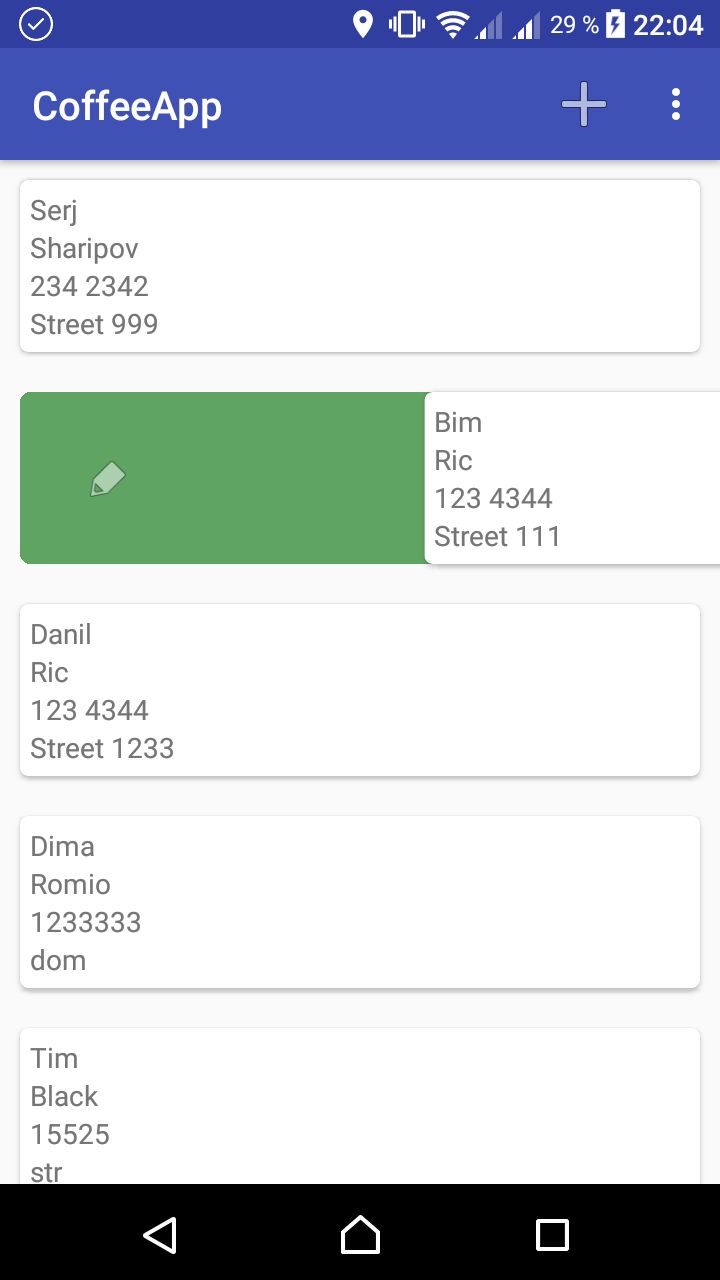 29 % 22:04
CoffeeApp
Serj
Sharipov
234 2342
Street 999
Bim
Ric
123 4344
Street 111
Danil
Ric
123 4344
Street 1233
Dima
Romio
1233333
dom
Tim
Black
15525
str